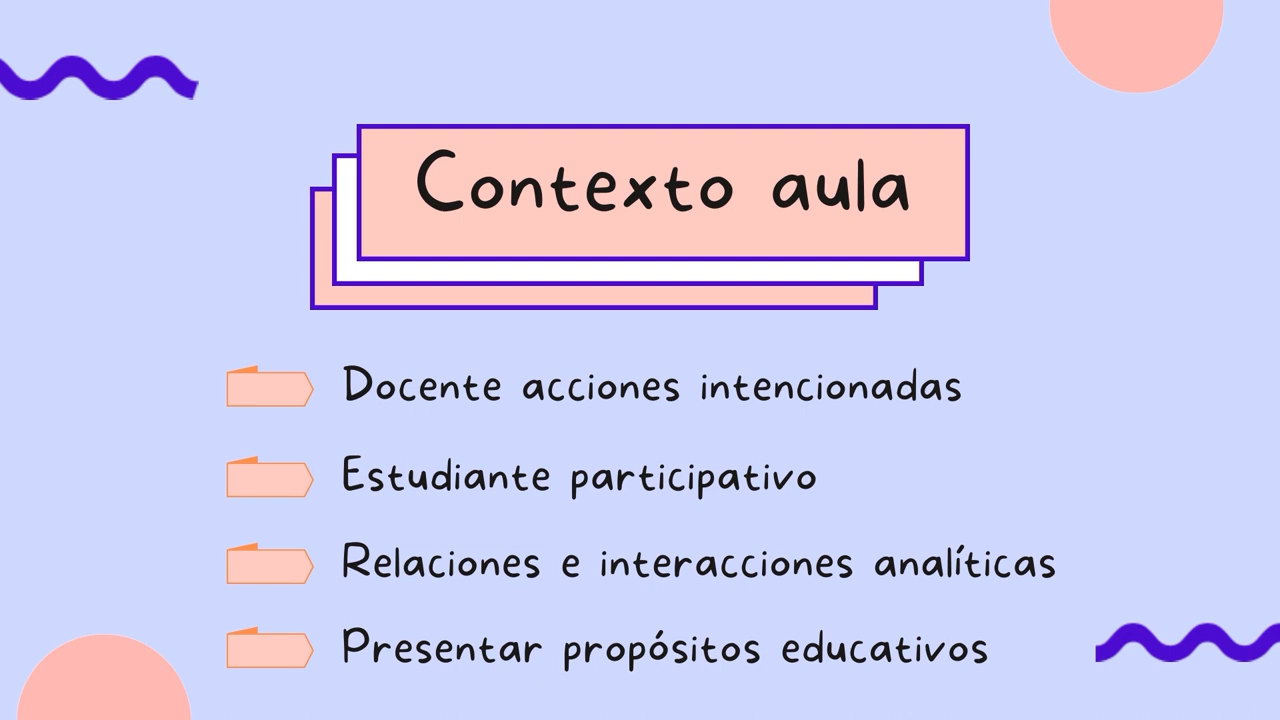 Contexto aula
Docente acciones intencionadas
Estudiante participativo
Relaciones e interacciones analíticas
Presentar propósitos educativos